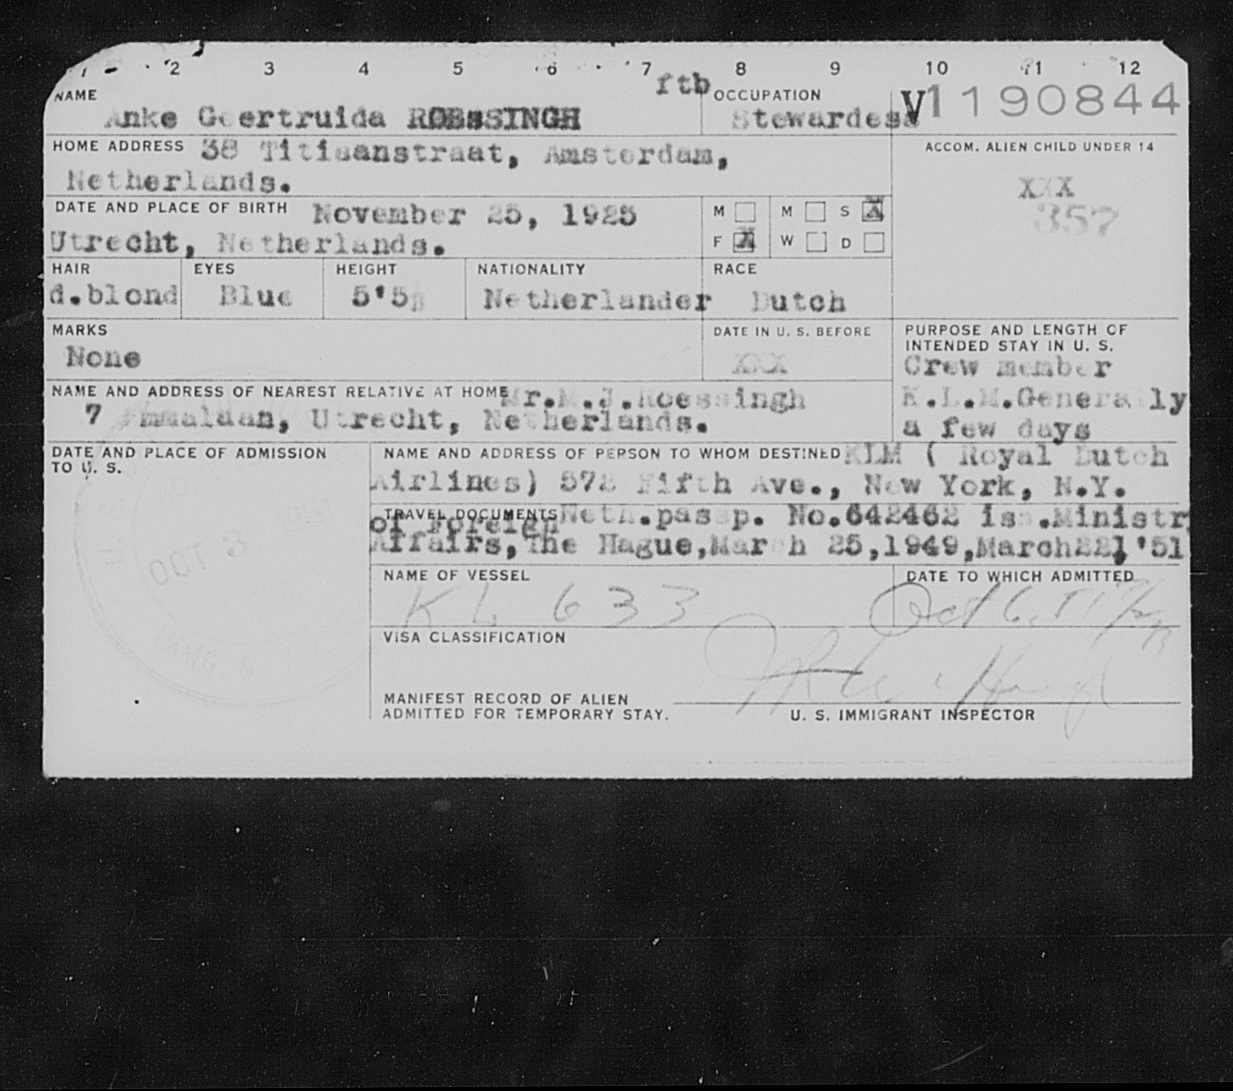 1 2 3 4 5 6 7 8 9 10 11 12
ftb
NAME OCCUPATION V1190844
Anke Geertruida ROESSINGH Stewardess
HOME ADDRESS 38 Titiaanstraat, Amsterdam, ACCOM. ALIEN CHILD UNDER 14
Netherlands. XXX
357
DATE AND PLACE OF BIRTH November 25, 1925 M M S X
Utrecht, Netherlands. F X W D
HAIR EYES HEIGHT NATIONALITY RACE
d.blond Blue 5'5 Netherlander Dutch
MARKS DATE IN U. S. BEFORE PURPOSE AND LENGTH OF
INTENDED STAY IN U. S.
None XXX Crew member
NAME AND ADDRESS OF NEAREST RELATIVE AT HOME Mr. .J.Roessingh K.L.M.Generally
7 Emmalaan, Utrecht, Netherlands. a few days
DATE AND PLACE OF ADMISSION NAME AND ADDRESS OF PERSON TO WHOM DESTINED KLM ( Royal Dutch
TO U. S.
Airlines) 572 Fifth Ave., New York, N.Y.
TRAVEL DOCUMENTS Neth.passp. No.642462 iss.Ministr
of Foreign
Affairs,The Hague,March 25,1949,March221'51
OCT 3
NAME OF VESSEL DATE TO WHICH ADMITTED
KL 633 Oct 6, 51
VISA CLASSIFICATION
MANIFEST RECORD OF ALIEN
ADMITTED FOR TEMPORARY STAY. U. S. IMMIGRANT INSPECTOR